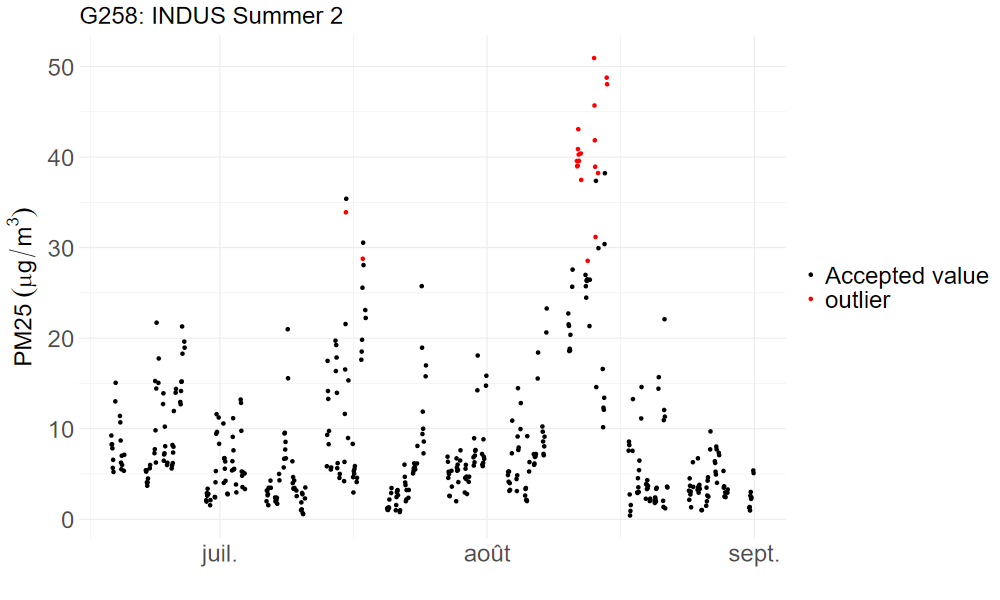 G258: INDUS Summer 2
50
40
30
20
10
0
PM25 (μg/m³)
juil.
août
sept.
Accepted value
outlier